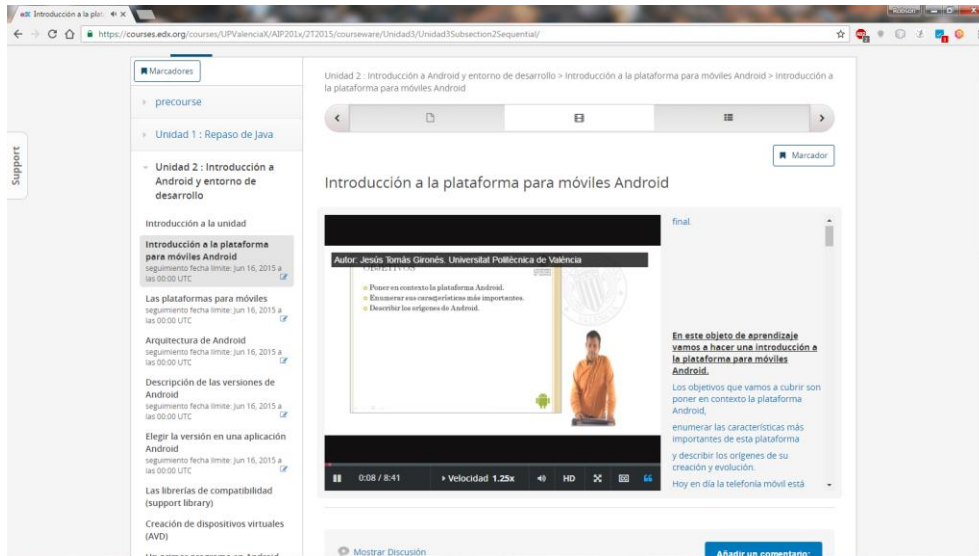 edX Introducción a la plat
https://courses.edx.org/courses/UPValenciaX/AIP201x/2T2015/courseware/Unidad3/Unidad3Subsection2Sequential/
Support
Marcadores
precourse
Unidad 1 : Repaso de Java
Unidad 2 : Introducción a
Android y entorno de
desarrollo
Introducción a la unidad
Introducción a la plataforma
para móviles Android
seguimiento fecha límite: Jun 16, 2015 a
las 00:00 UTC
Las plataformas para móviles
seguimiento fecha límite: Jun 16, 2015 a
las 00:00 UTC
Arquitectura de Android
seguimiento fecha límite: Jun 16, 2015 a
las 00:00 UTC
Descripción de las versiones de
Android
seguimiento fecha límite: Jun 16, 2015 a
las 00:00 UTC
Elegir la versión en una aplicación
Android
seguimiento fecha límite: Jun 16, 2015 a
las 00:00 UTC
Las librerías de compatibilidad
(support library)
Creación de dispositivos virtuales
(AVD)
Un primer programa en Android
Unidad 2 : Introducción a Android y entorno de desarrollo > Introducción a la plataforma para móviles Android > Introducción a
la plataforma para móviles Android
Marcador
Introducción a la plataforma para móviles Android
Autor: Jesús Tomás Gironés. Universitat Politècnica de València
OBJETIVOS
Poner en contexto la plataforma Android.
Enumerar sus características más importantes.
Describir los orígenes de Android.
0:08 / 8:41
Velocidad 1.25x
HD
final.
En este objeto de aprendizaje
vamos a hacer una introducción a
la plataforma para móviles
Android.
Los objetivos que vamos a cubrir son
poner en contexto la plataforma
Android,
enumerar las características más
importantes de esta plataforma
y describir los orígenes de su
creación y evolución.
Hoy en día la telefonía móvil está
Mostrar Discusión
Añadir un comentario: